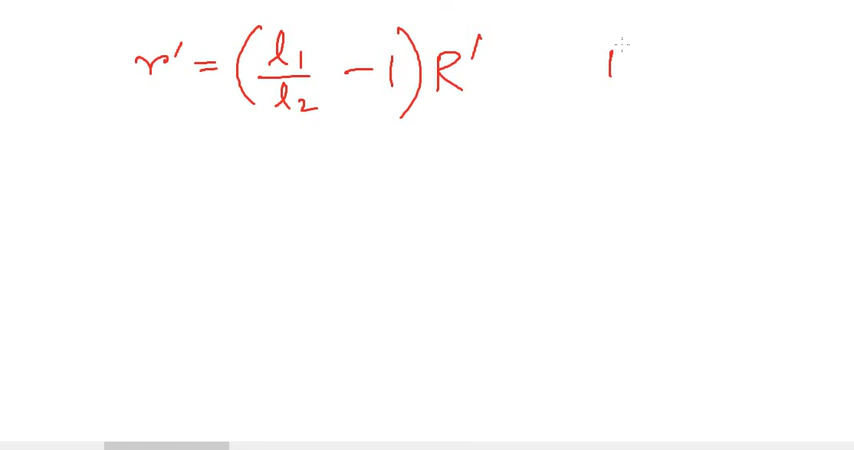 r' = (l₁/l₂ - 1) R'